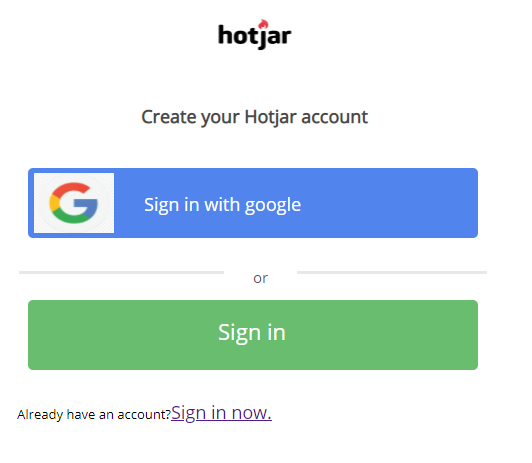 hotjar
Create your Hotjar account
Sign in with google
or
Sign in
Already have an account?Sign in now.